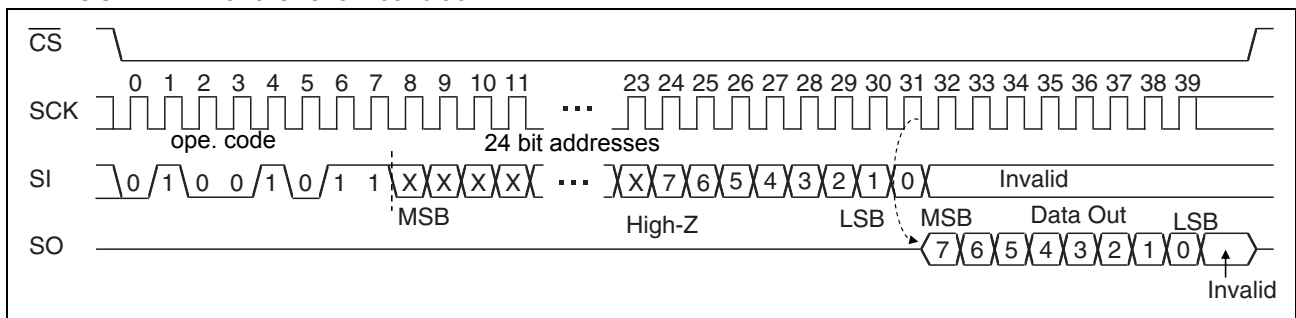 CS
0 1 2 3 4 5 6 7 8 9 10 11 23 24 25 26 27 28 29 30 31 32 33 34 35 36 37 38 39
SCK ...
ope. code 24 bit addresses
SI 0 1 0 0 1 0 1 1 X X X X ... X 7 6 5 4 3 2 1 0 Invalid
MSB High-Z LSB MSB Data Out LSB
SO 7 6 5 4 3 2 1 0
Invalid